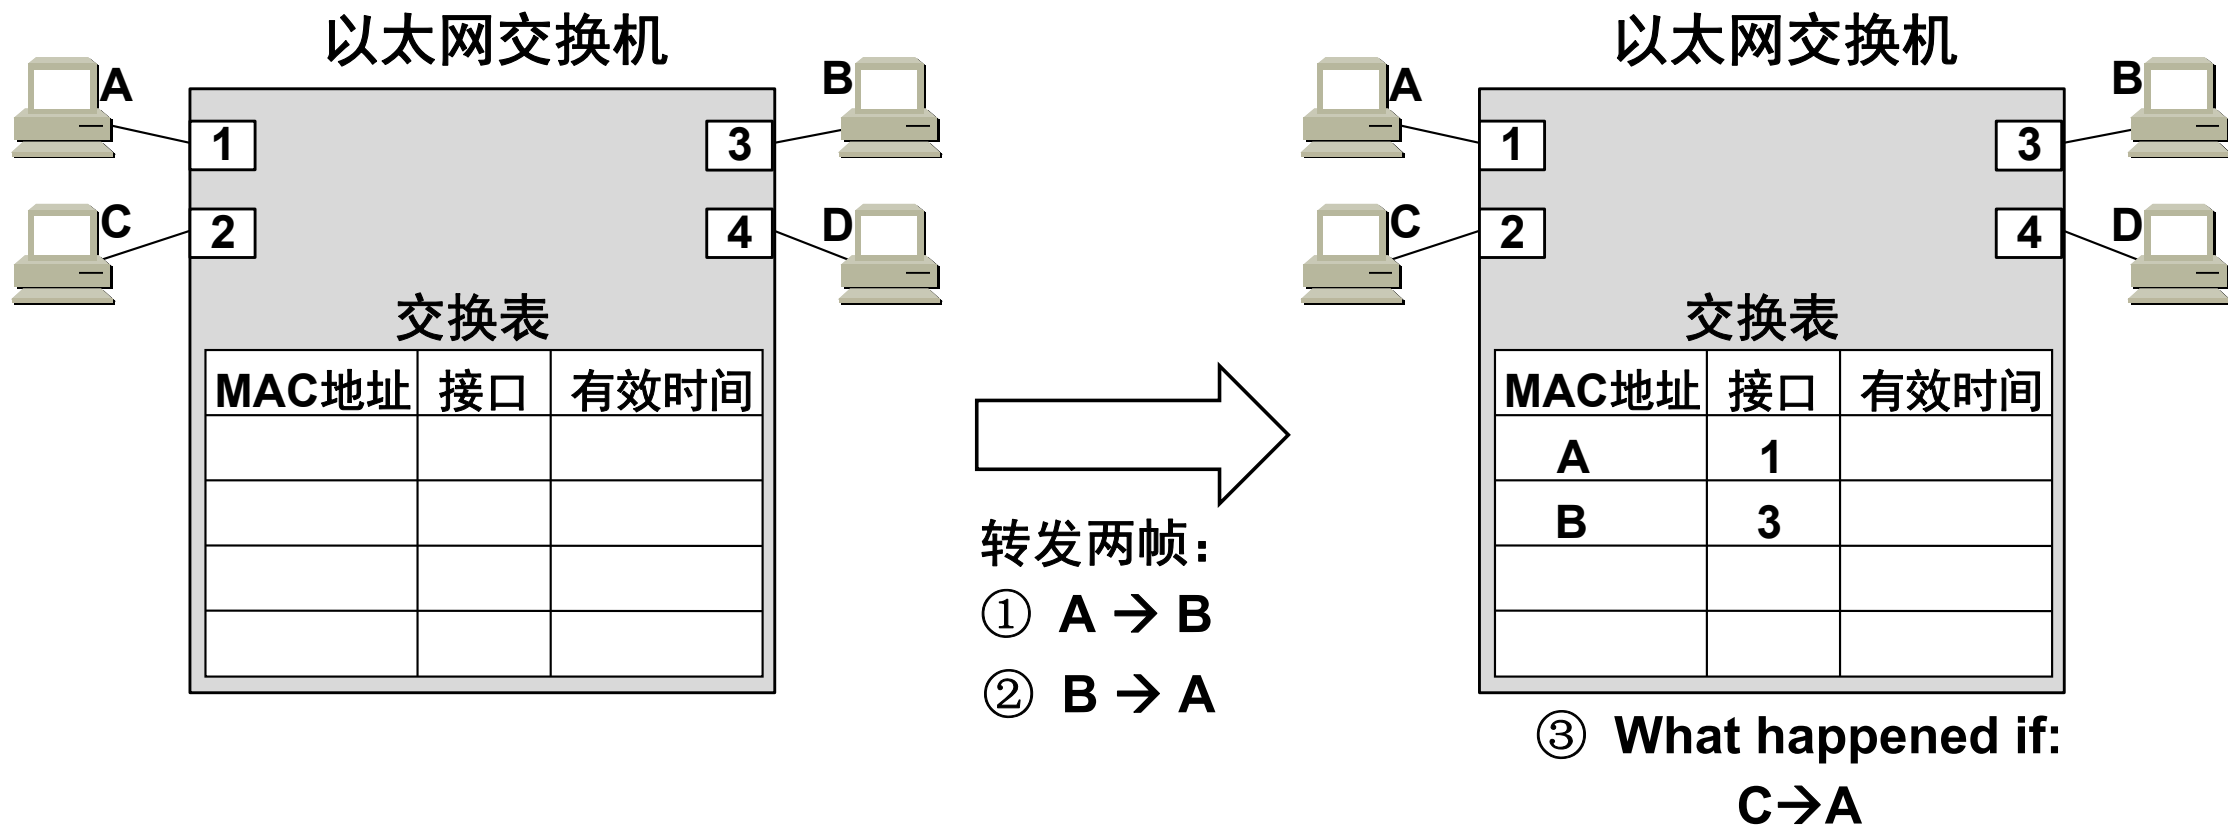 以太网交换机
A
B
1
3
C
D
2
4
交换表
MAC地址 接口 有效时间
转发两帧：
① A → B
② B → A
以太网交换机
A
B
1
3
C
D
2
4
交换表
MAC地址 接口 有效时间
A 1
B 3
③ What happened if:
C→A